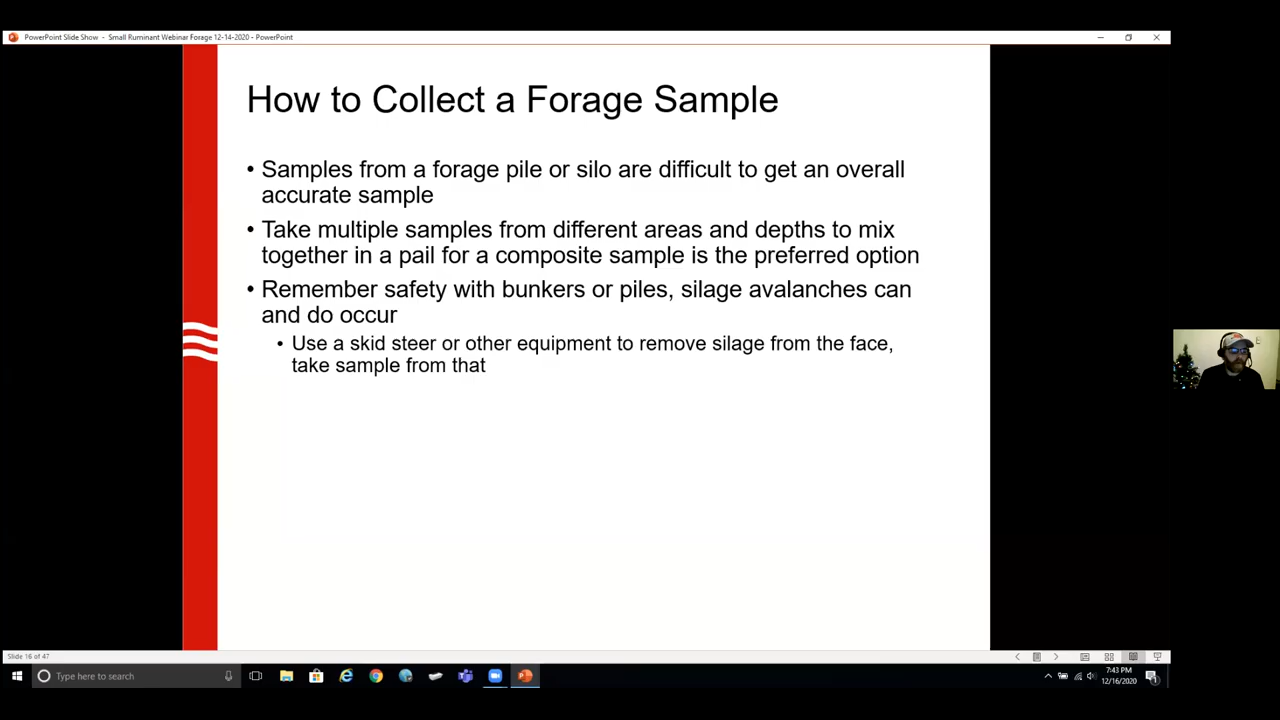 PowerPoint Slide Show - Small Ruminant Webinar Forage 12-14-2020 - PowerPoint
How to Collect a Forage Sample
• Samples from a forage pile or silo are difficult to get an overall
accurate sample
• Take multiple samples from different areas and depths to mix
together in a pail for a composite sample is the preferred option
• Remember safety with bunkers or piles, silage avalanches can
and do occur
• Use a skid steer or other equipment to remove silage from the face,
take sample from that
Slide 16 of 47
Type here to search
7:43 PM
12/16/2020